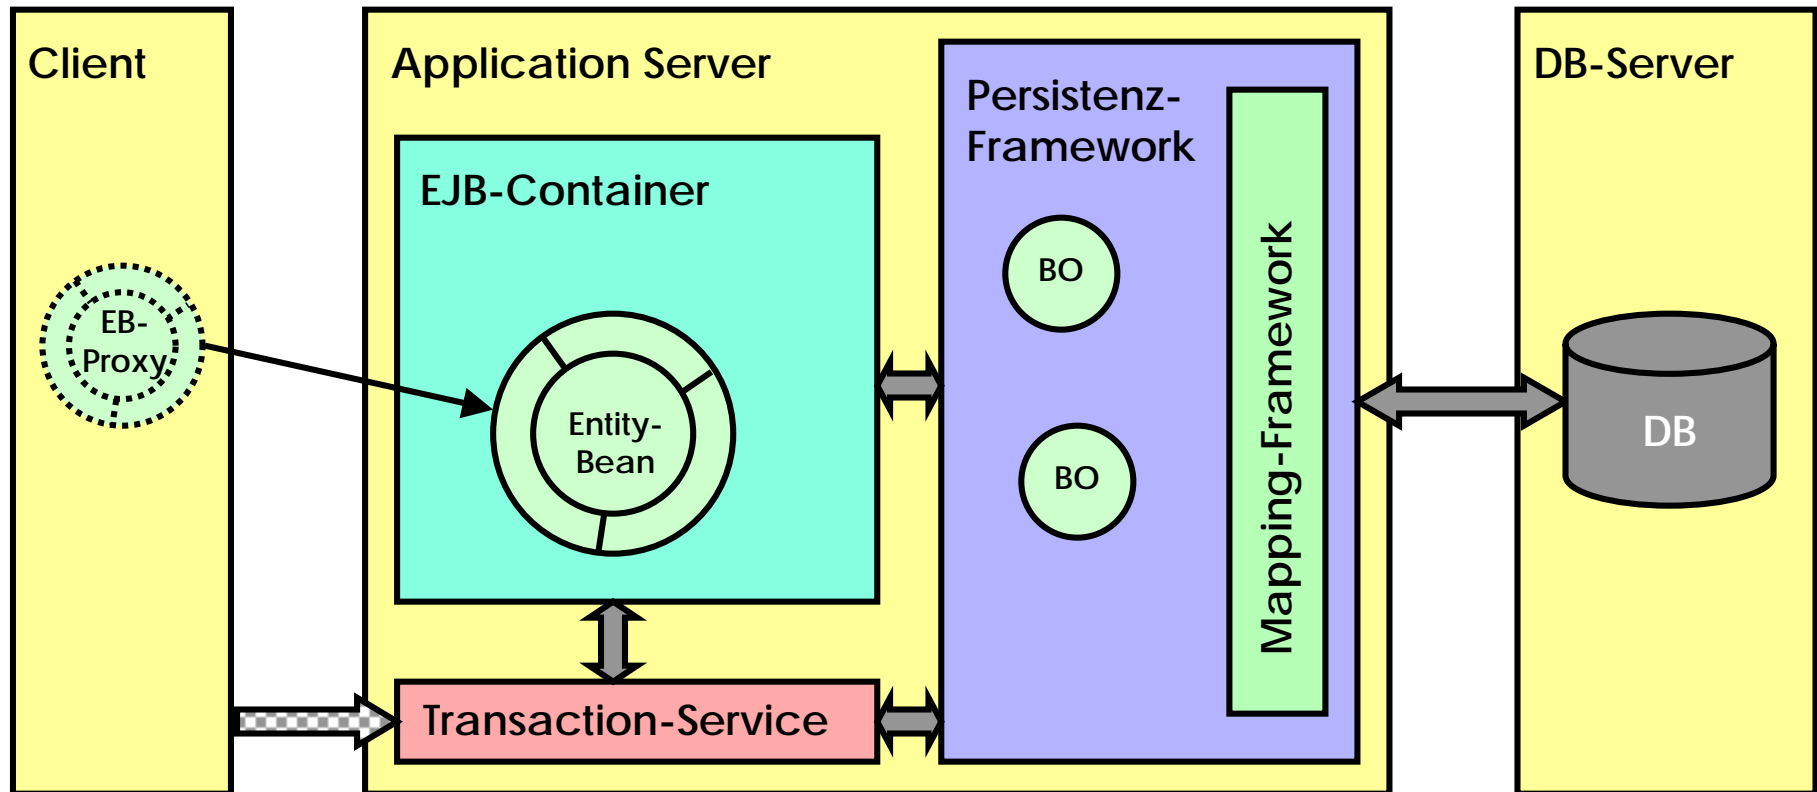 Client
EB-
Proxy
Application Server
EJB-Container
Entity-
Bean
Transaction-Service
Persistenz-
Framework
BO
BO
Mapping-Framework
DB-Server
DB